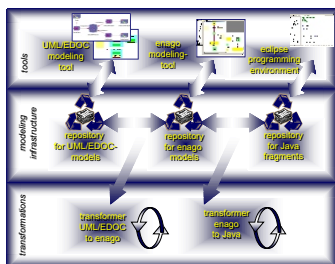 tools
UML/EDOC
modeling
tool
enago
modeling-
tool
eclipse
programming
environment
modeling
infrastructure
repository
for UML/EDOC-
models
repository
for enago
models
repository
for Java
fragments
transformations
transformer
UML/EDOC
to enago
transformer
enago
to Java